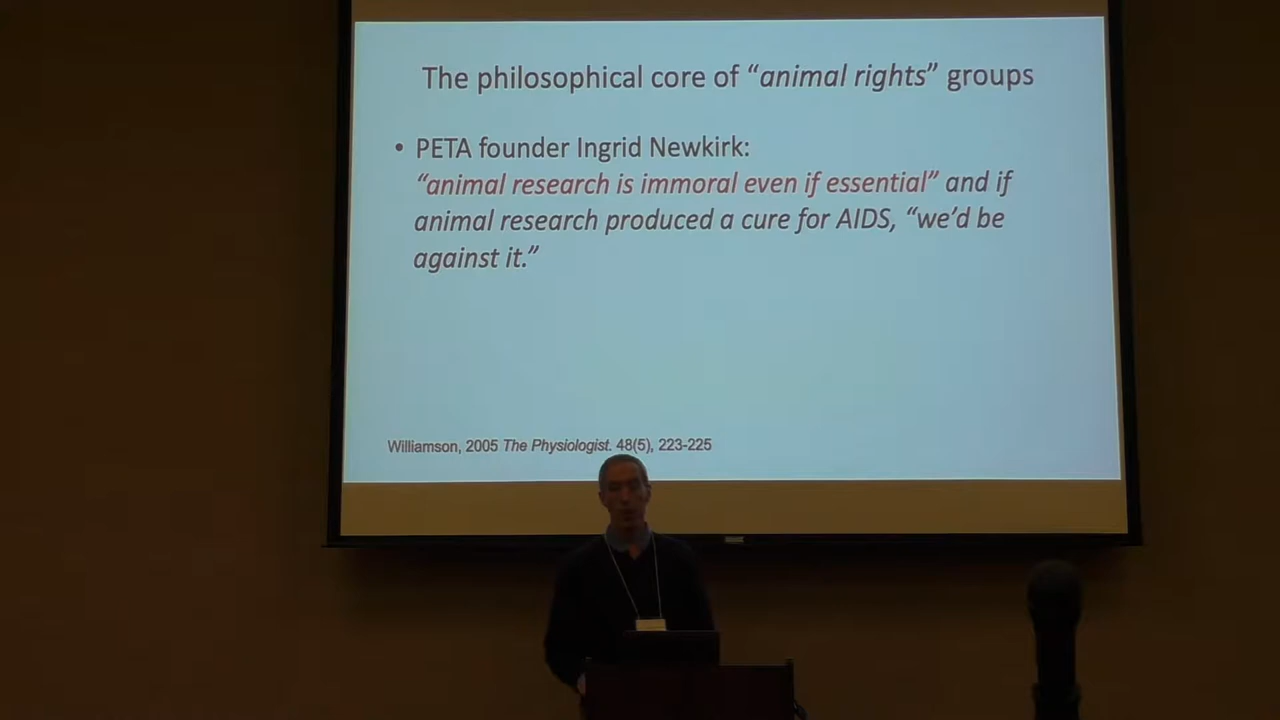 The philosophical core of “animal rights” groups
• PETA founder Ingrid Newkirk:
“animal research is immoral even if essential” and if
animal research produced a cure for AIDS, “we’d be
against it.”
Williamson, 2005 The Physiologist. 48(5), 223-225